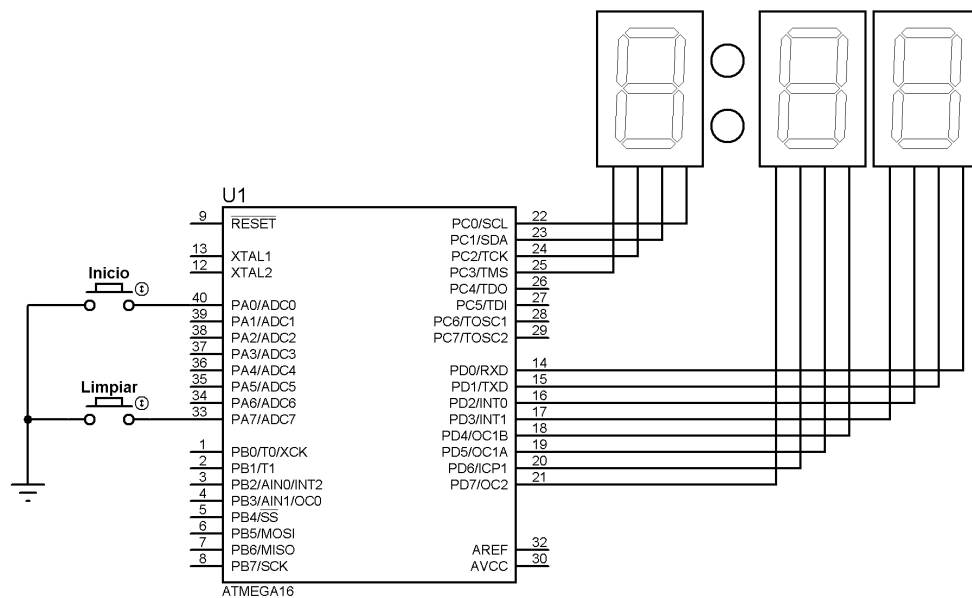 U1
9 RESET
13 XTAL1
12 XTAL2
Inicio
40 PA0/ADC0
39 PA1/ADC1
38 PA2/ADC2
37 PA3/ADC3
36 PA4/ADC4
35 PA5/ADC5
34 PA6/ADC6
Limpiar
33 PA7/ADC7
1 PB0/T0/XCK
2 PB1/T1
3 PB2/AIN0/INT2
4 PB3/AIN1/OC0
5 PB4/SS
6 PB5/MOSI
7 PB6/MISO
8 PB7/SCK
PC0/SCL 22
PC1/SDA 23
PC2/TCK 24
PC3/TMS 25
PC4/TDO 26
PC5/TDI 27
PC6/TOSC1 28
PC7/TOSC2 29
PD0/RXD 14
PD1/TXD 15
PD2/INT0 16
PD3/INT1 17
PD4/OC1B 18
PD5/OC1A 19
PD6/ICP1 20
PD7/OC2 21
AREF 32
AVCC 30
ATMEGA16